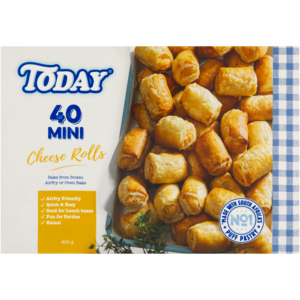 TODAY
40
MINI
Cheese Rolls
Bake from frozen
Airfry or Oven Bake
✓ Airfry Friendly
✓ Quick & Easy
✓ Good for Lunch boxes
✓ Fun for Parties
✓ Halaal
MADE WITH SOUTH AFRICA'S
No1
PUFF PASTRY